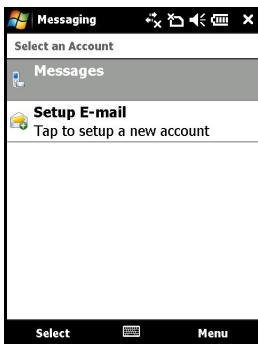 Messaging
Select an Account
Messages
Setup E-mail
Tap to setup a new account
Select
Menu